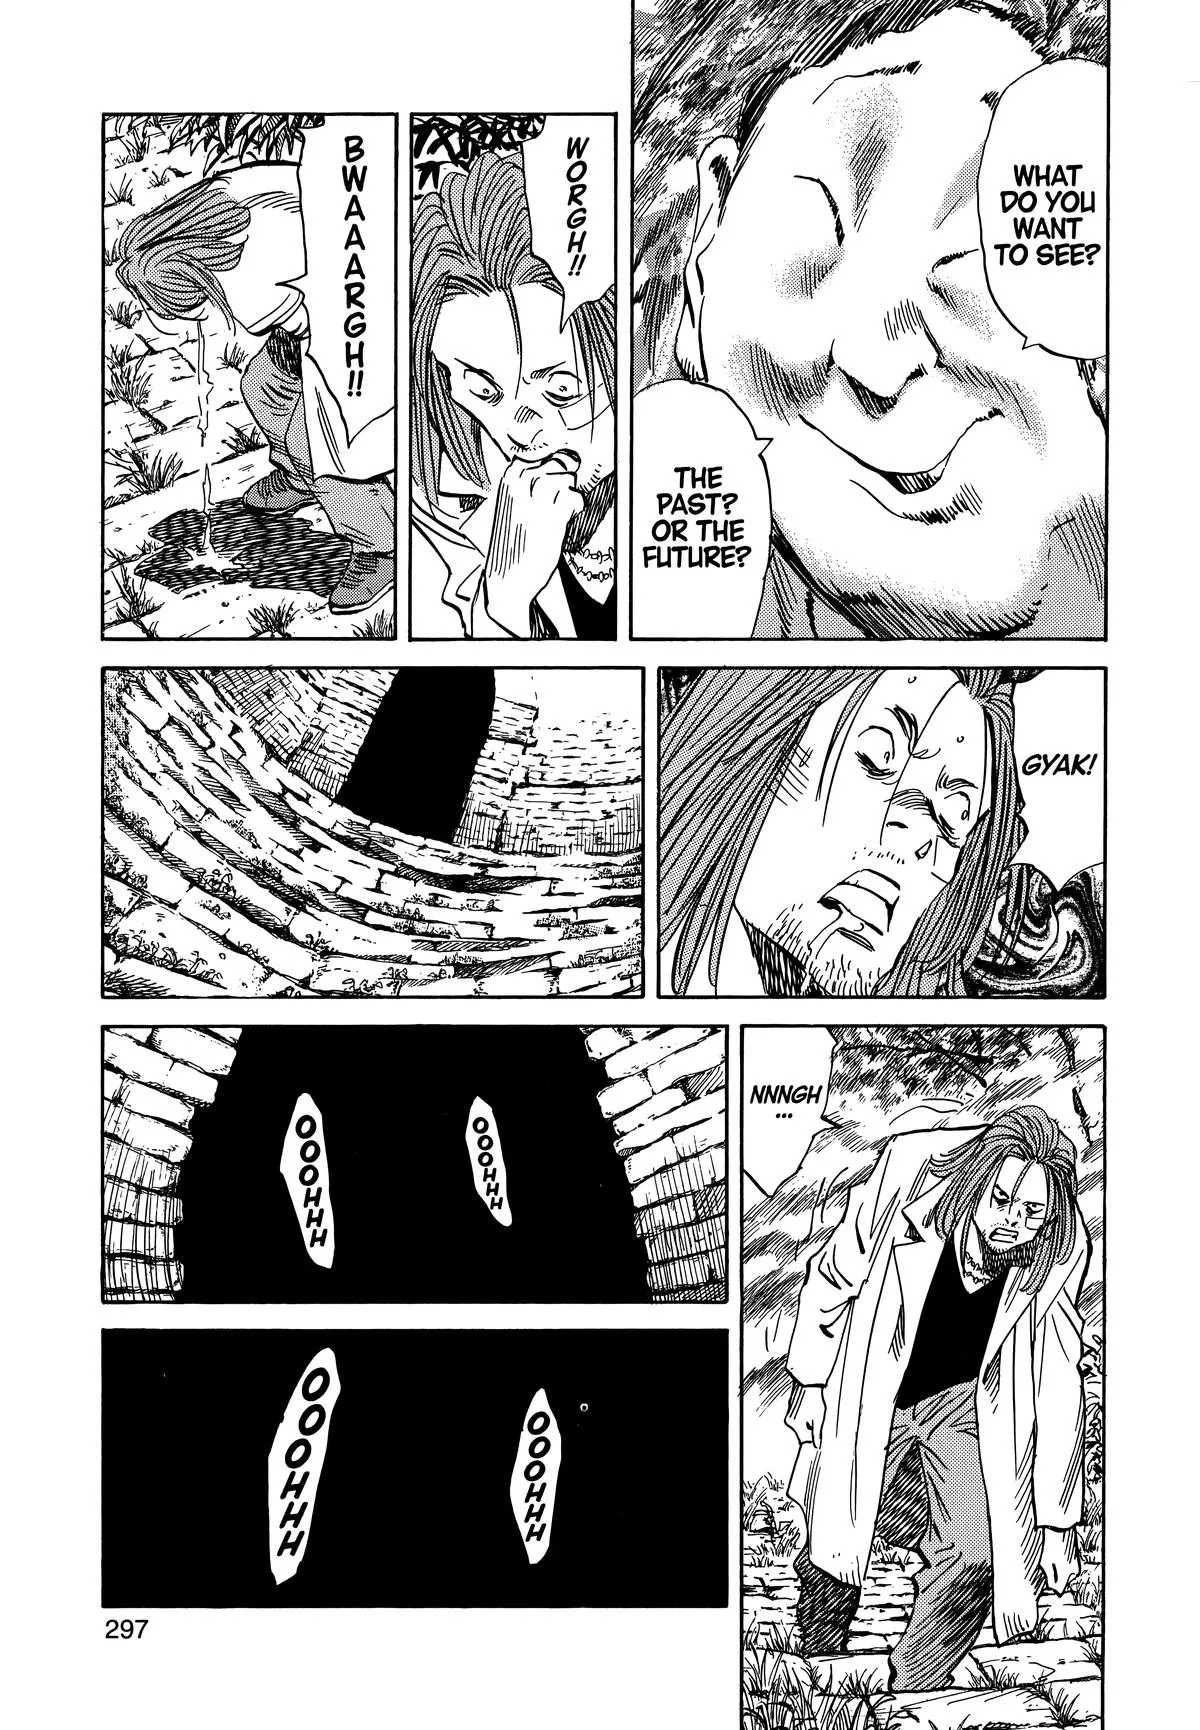 WHAT
DO YOU
WANT
TO SEE?
THE
PAST?
OR THE
FUTURE?
WORGH!!
BWAAARGH!!
GYAK!
NNNGH
...
OOOHHH
OOOHHH
OOOHHH
OOOHHH
297